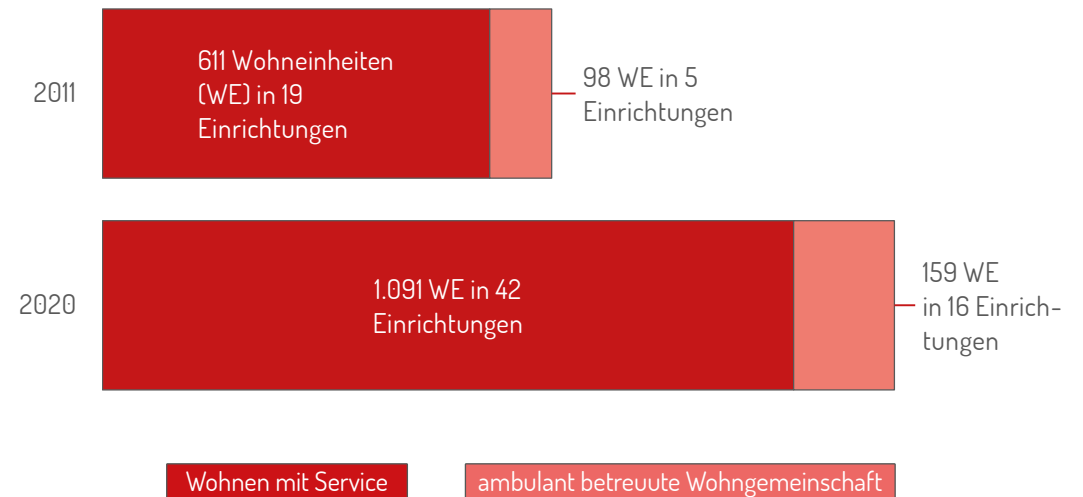 2011
611 Wohneinheiten
(WE) in 19
Einrichtungen
98 WE in 5
Einrichtungen
2020
1.091 WE in 42
Einrichtungen
159 WE
in 16 Einrich-
tungen
Wohnen mit Service
ambulant betreuute Wohngemeinschaft